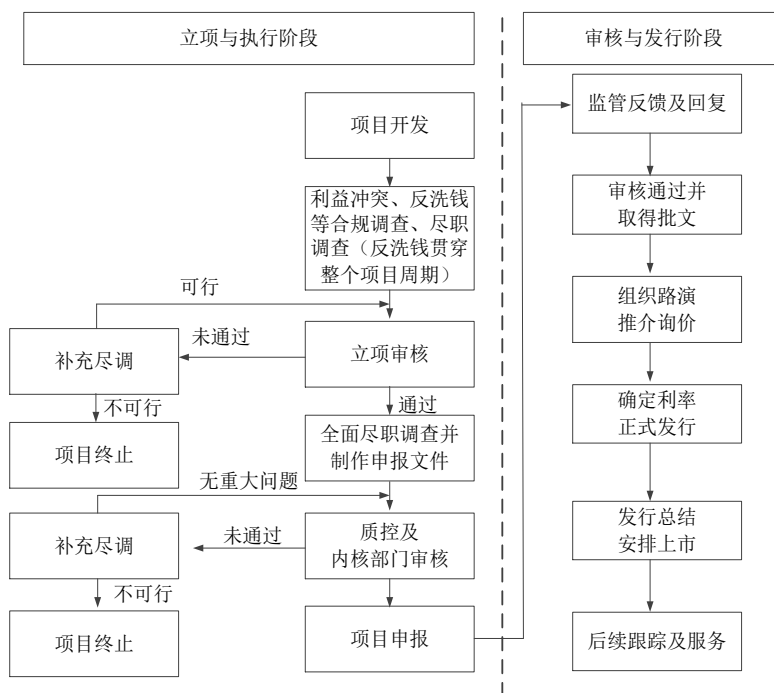 立项与执行阶段
审核与发行阶段
项目开发
利益冲突、反洗钱
等合规调查、尽职
调查（反洗钱贯穿
整个项目周期）
可行
立项审核
未通过
补充尽调
不可行
项目终止
通过
全面尽职调查并
制作申报文件
无重大问题
质控及
内核部门审核
未通过
补充尽调
不可行
项目终止
项目申报
监管反馈及回复
审核通过并
取得批文
组织路演
推介询价
确定利率
正式发行
发行总结
安排上市
后续跟踪及服务